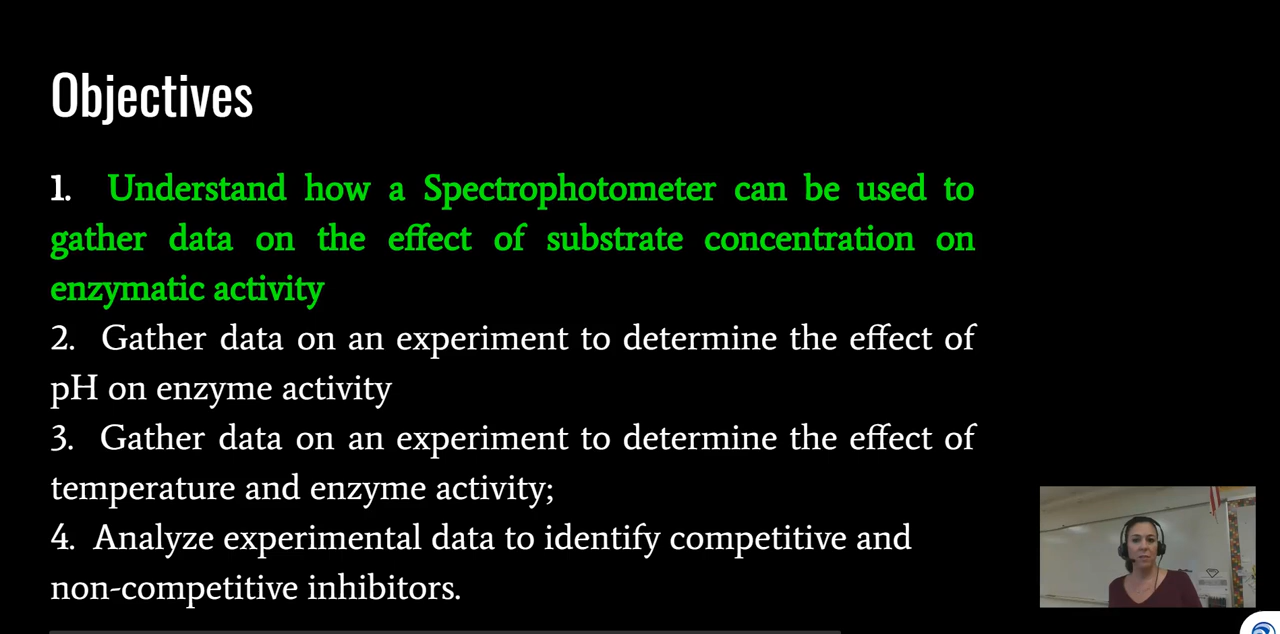 Objectives
1. Understand how a Spectrophotometer can be used to
gather data on the effect of substrate concentration on
enzymatic activity
2. Gather data on an experiment to determine the effect of
pH on enzyme activity
3. Gather data on an experiment to determine the effect of
temperature and enzyme activity;
4. Analyze experimental data to identify competitive and
non-competitive inhibitors.